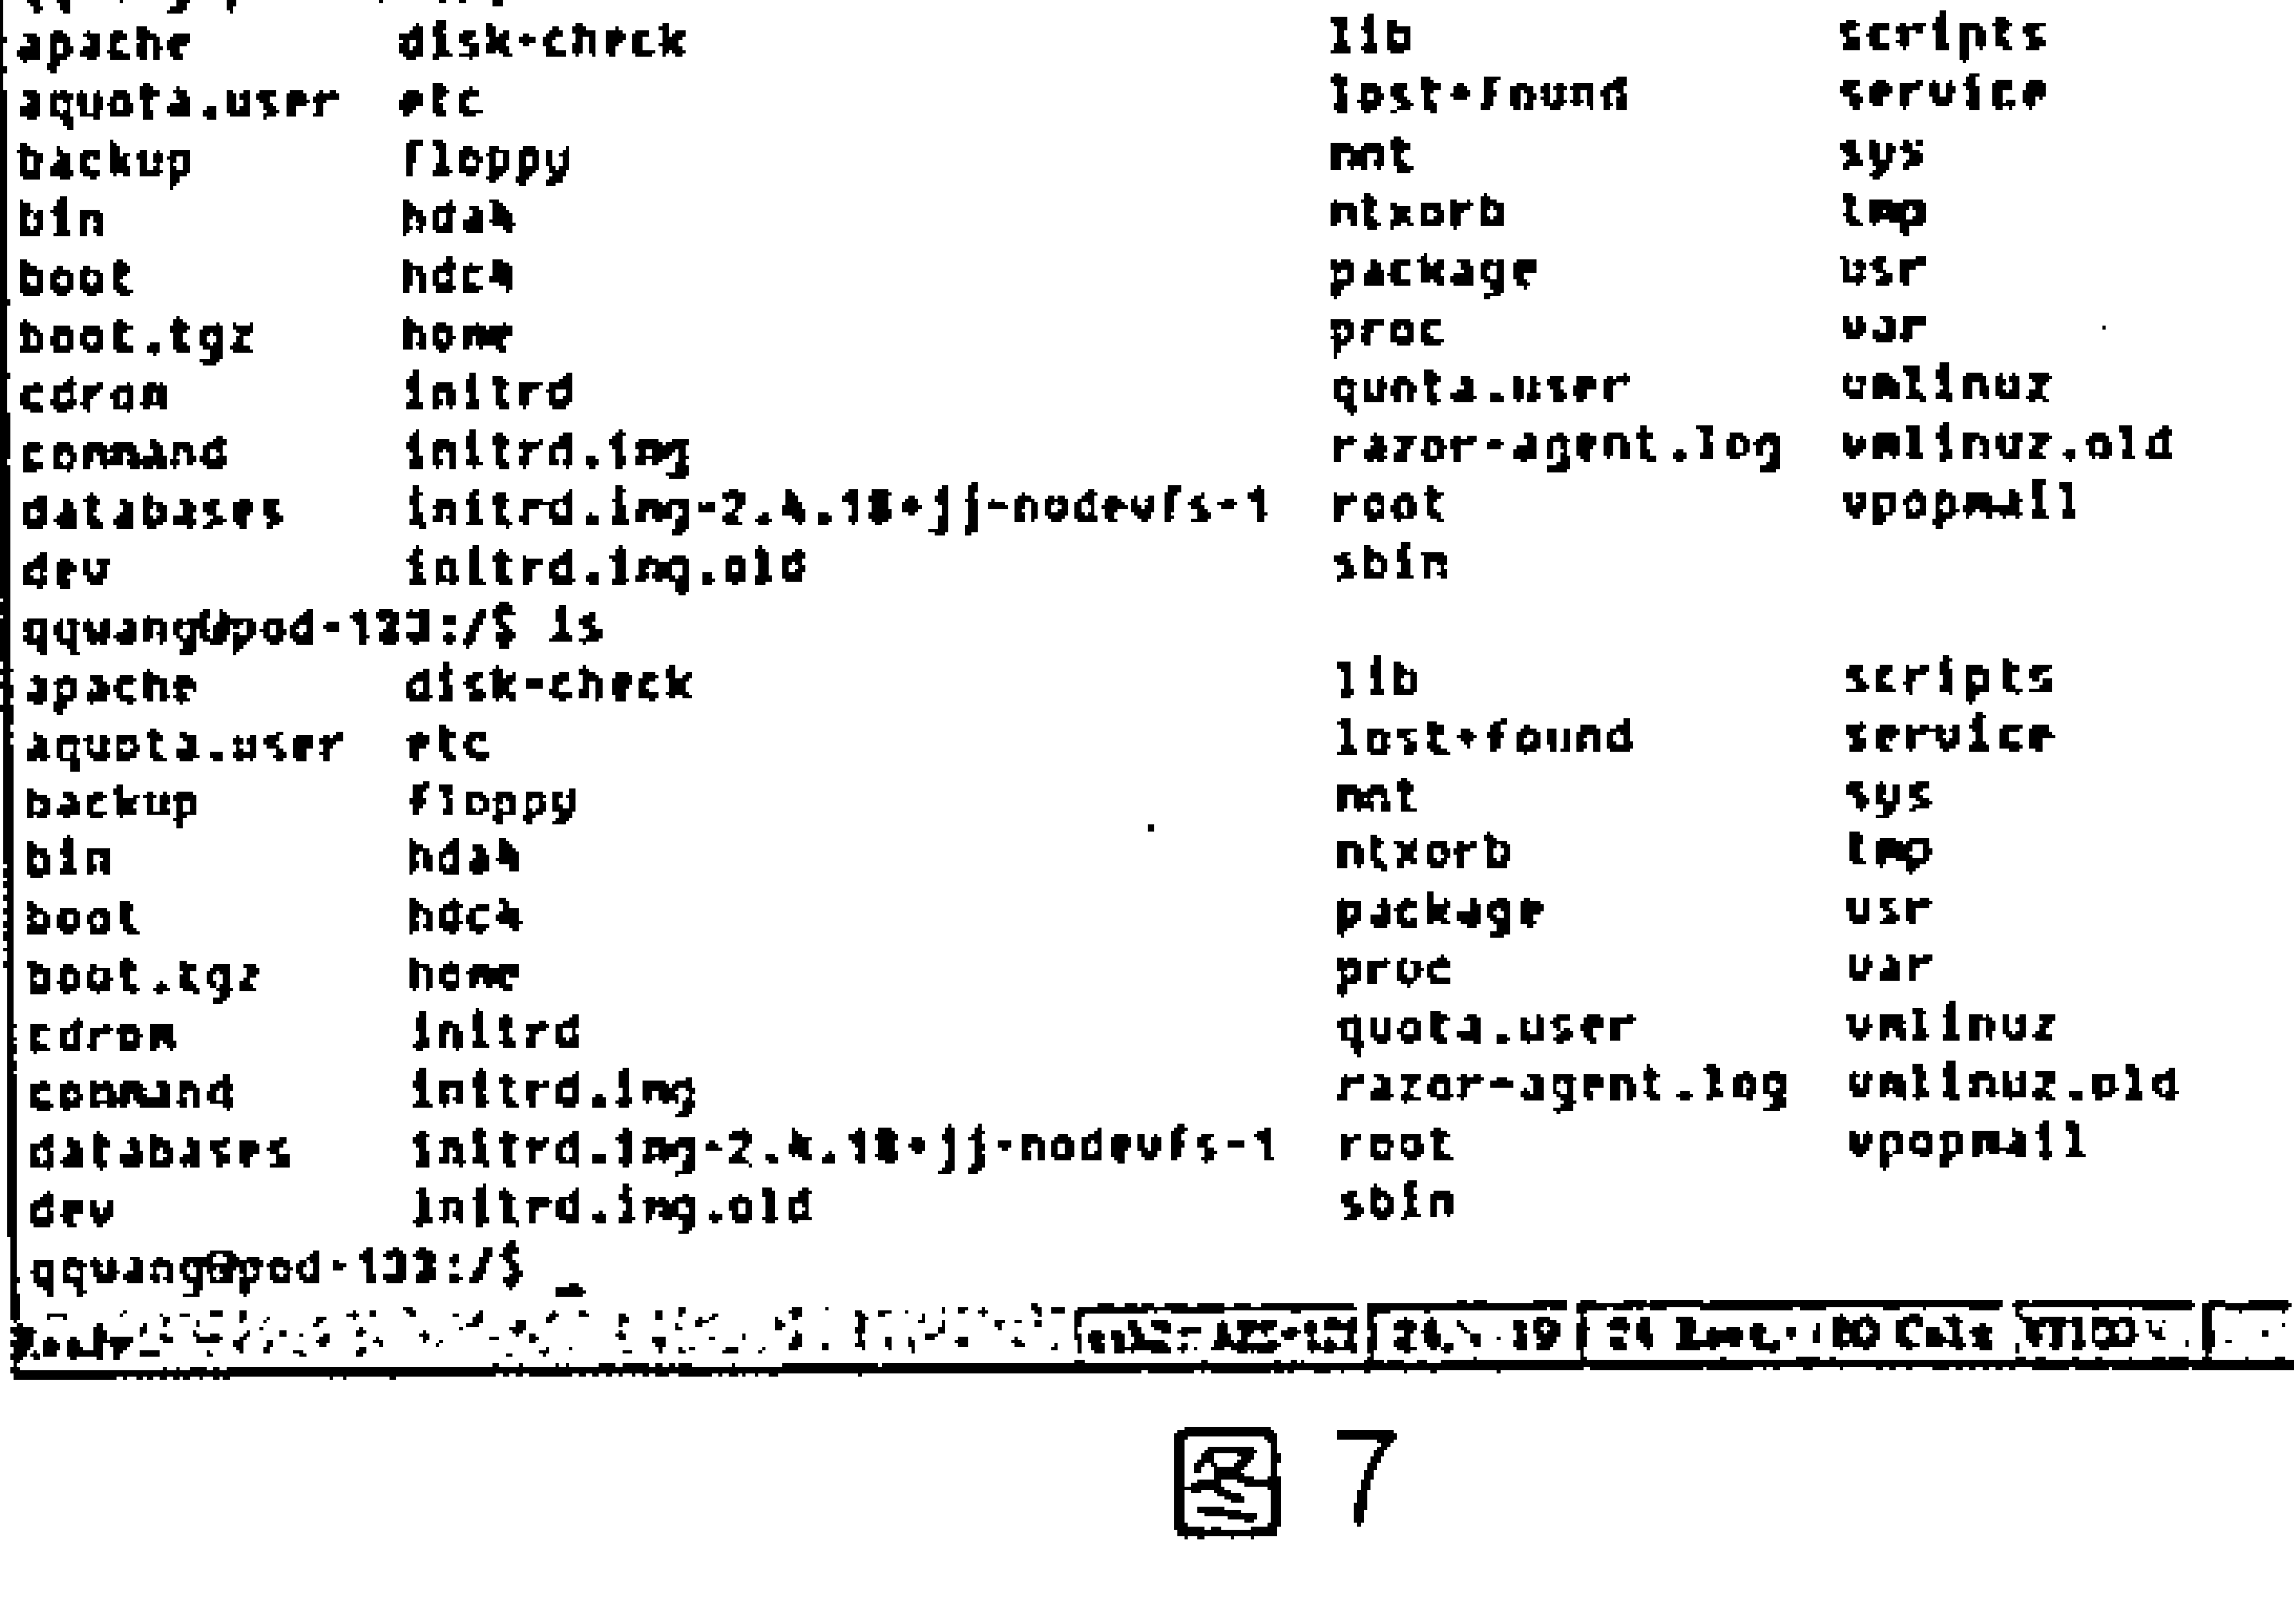 apache disk-check lib scripts
aquota.user etc lost+found service
backup floppy mnt sys
bin hda4 ntxorb tmp
boot hdc4 package usr
boot.tgz home proc var
cdrom initrd quota.user vmlinuz
command initrd.img razor-agent.log vmlinuz.old
databases initrd.img-2.4.18+jj-nodevfs-1 root vpopmail
dev initrd.img.old sbin
:/$ ls
apache disk-check lib scripts
aquota.user etc lost+found service
backup floppy mnt sys
bin hda4 ntxorb tmp
boot hdc4 package usr
boot.tgz home proc var
cdrom initrd quota.user vmlinuz
command initrd.img razor-agent.log vmlinuz.old
databases initrd.img-2.4.18+jj-nodevfs-1 root vpopmail
dev initrd.img.old sbin
:/$ _
24, 19 24 80 Cols VT100
图 7